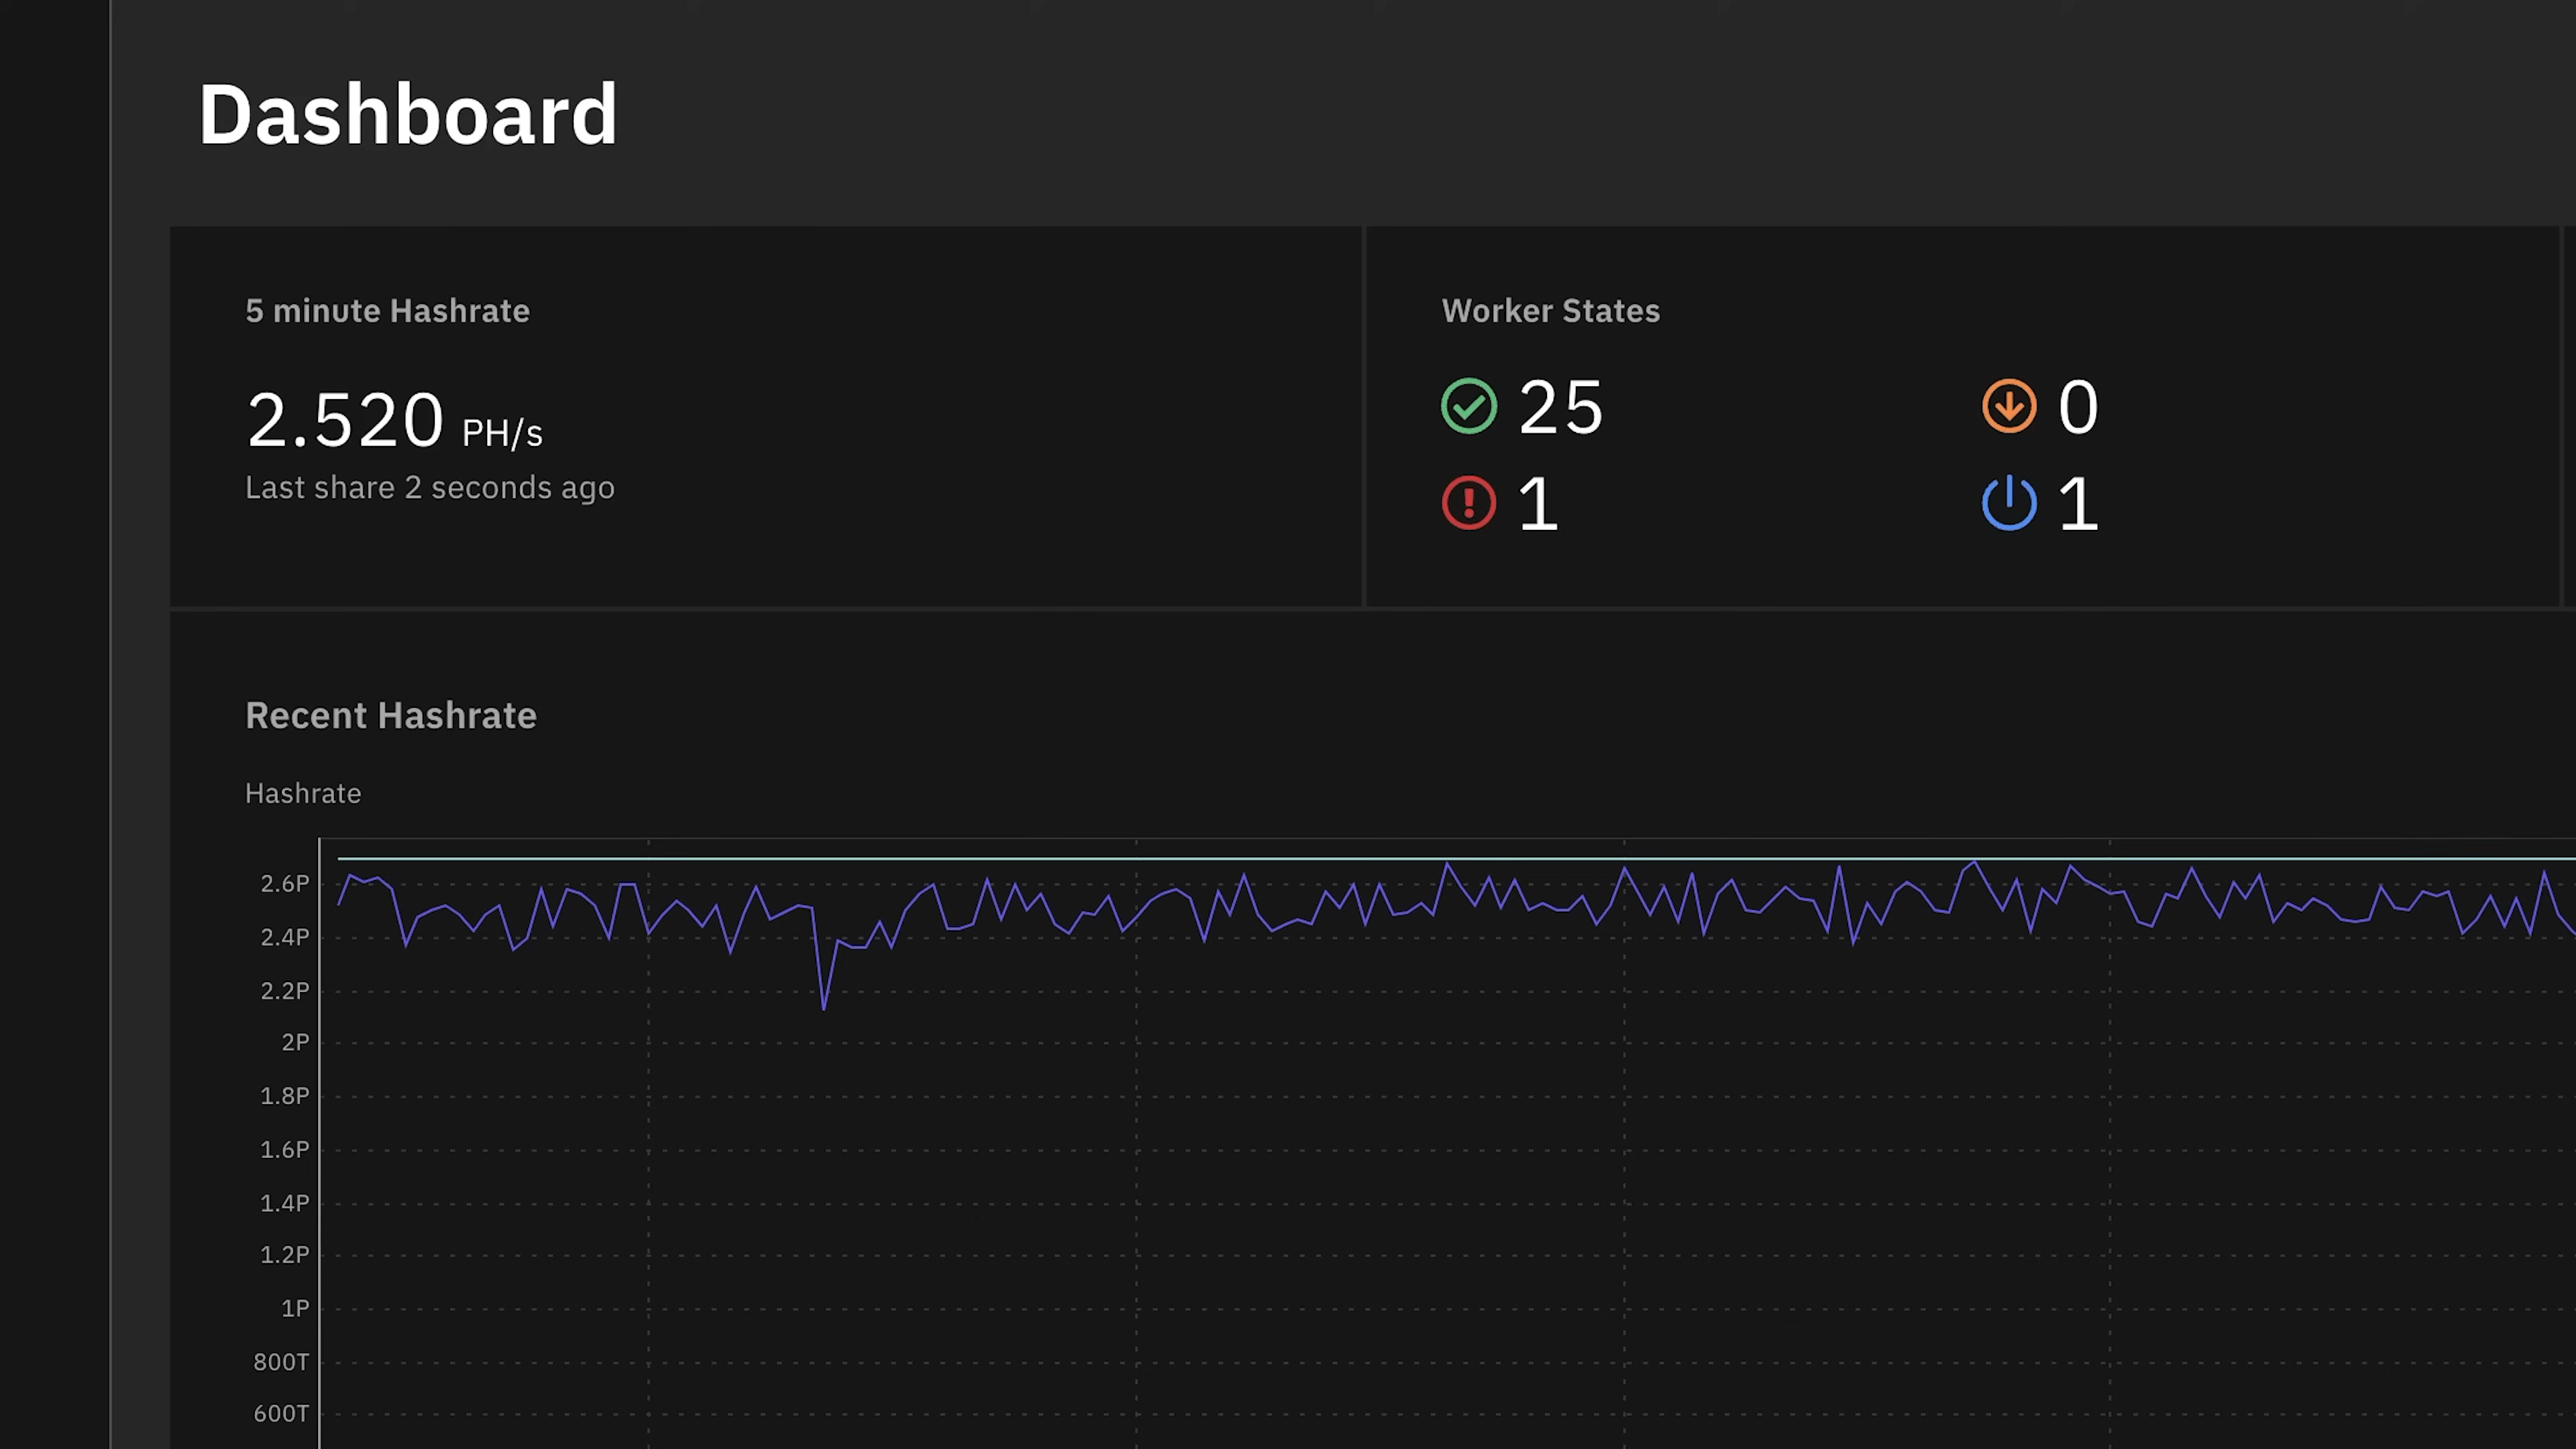 Dashboard
5 minute Hashrate
2.520 PH/s
Last share 2 seconds ago
Worker States
25
0
1
1
Recent Hashrate
Hashrate
2.6P
2.4P
2.2P
2P
1.8P
1.6P
1.4P
1.2P
1P
800T
600T